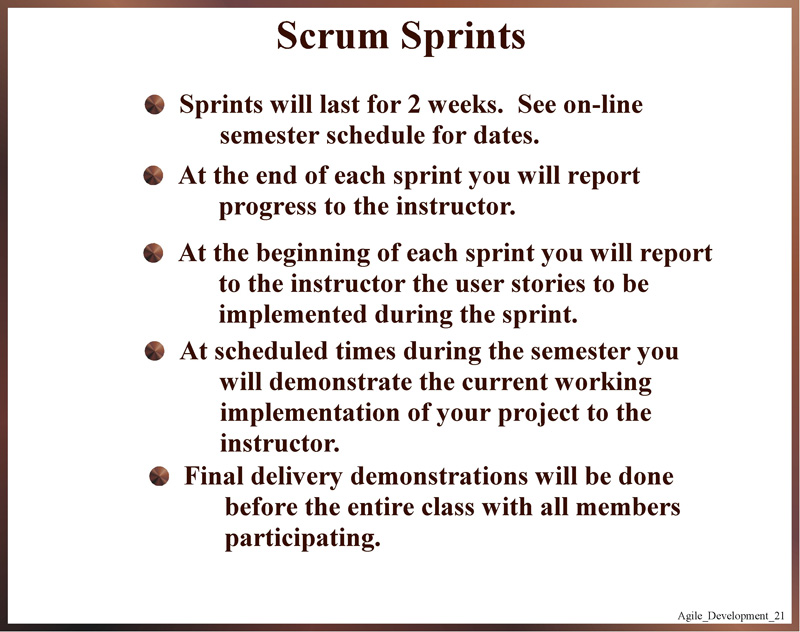 Scrum Sprints
Sprints will last for 2 weeks.  See on-line
semester schedule for dates.
At the end of each sprint you will report
progress to the instructor.
At the beginning of each sprint you will report
to the instructor the user stories to be
implemented during the sprint.
At scheduled times during the semester you
will demonstrate the current working
implementation of your project to the
instructor.
Final delivery demonstrations will be done
before the entire class with all members
participating.
Agile_Development_21